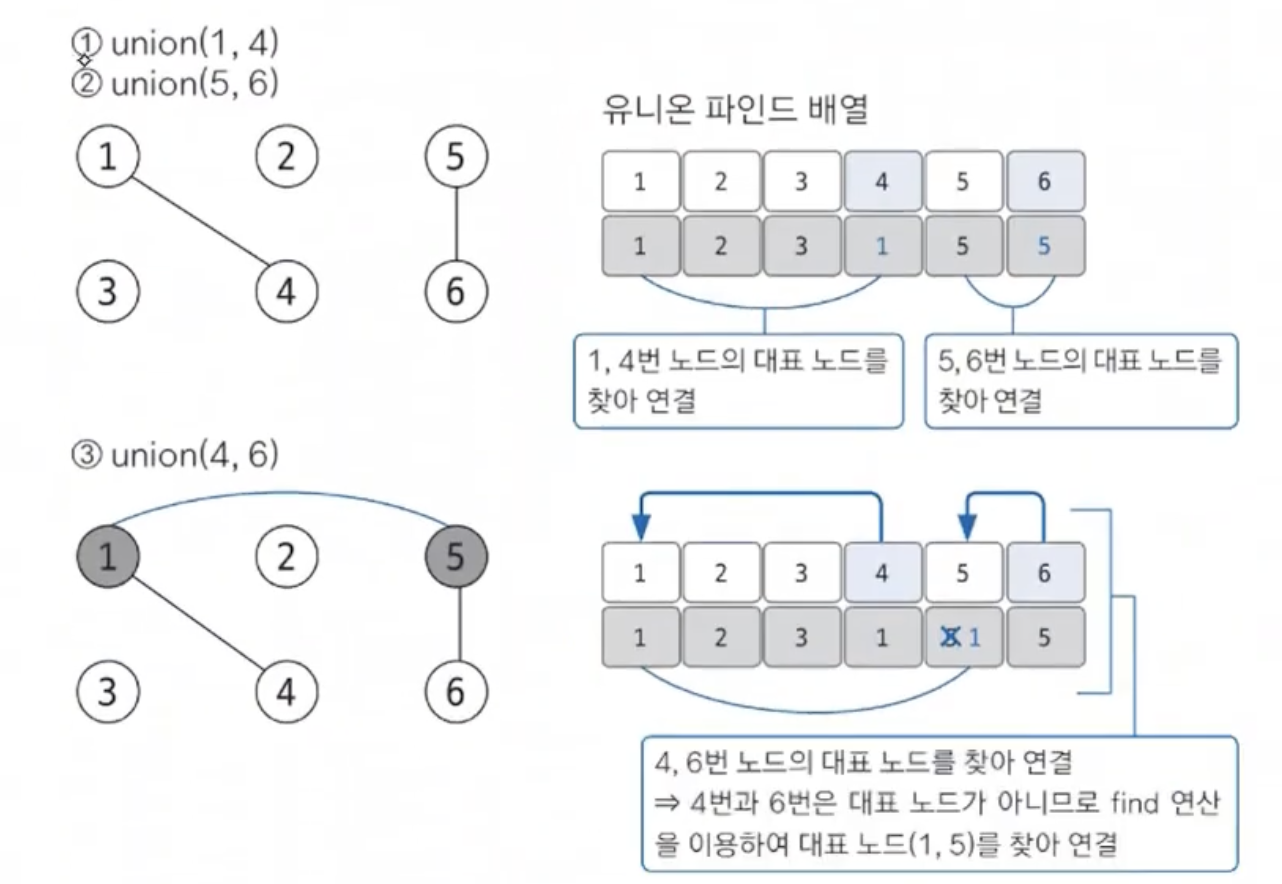 ① union(1, 4)
② union(5, 6)
1 2 5
3 4 6
유니온 파인드 배열
1 2 3 4 5 6
1 2 3 1 5 5
1, 4번 노드의 대표 노드를
찾아 연결
5, 6번 노드의 대표 노드를
찾아 연결
③ union(4, 6)
1 2 5
3 4 6
1 2 3 4 5 6
1 2 3 1 5 1 5
4, 6번 노드의 대표 노드를 찾아 연결
⇒ 4번과 6번은 대표 노드가 아니므로 find 연산
을 이용하여 대표 노드(1, 5)를 찾아 연결